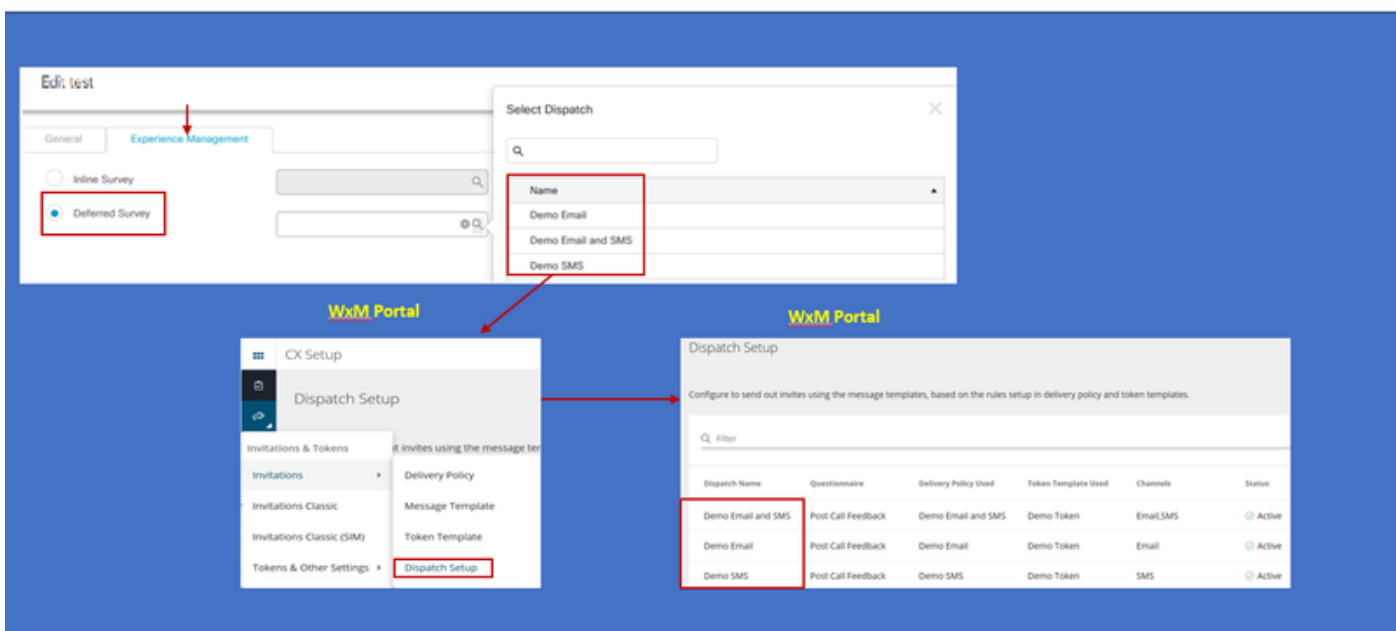 Edit test
General Experience Management
Inline Survey
Deferred Survey
Select Dispatch
Name
Demo Email
Demo Email and SMS
Demo SMS
WxM Portal
CX Setup
Dispatch Setup
Invitations & Tokens
it invites using the message ter
Invitations
Delivery Policy
Invitations Classic
Message Template
Invitations Classic (SIM)
Token Template
Tokens & Other Settings
Dispatch Setup
WxM Portal
Dispatch Setup
Configure to send out invites using the message templates, based on the rules setup in delivery policy and token templates.
Filter
Dispatch Name Questionnaire Delivery Policy Used Token Template Used Channels Status
Demo Email and SMS Post Call Feedback Demo Email and SMS Demo Token Email,SMS Active
Demo Email Post Call Feedback Demo Email Demo Token Email Active
Demo SMS Post Call Feedback Demo SMS Demo Token SMS Active